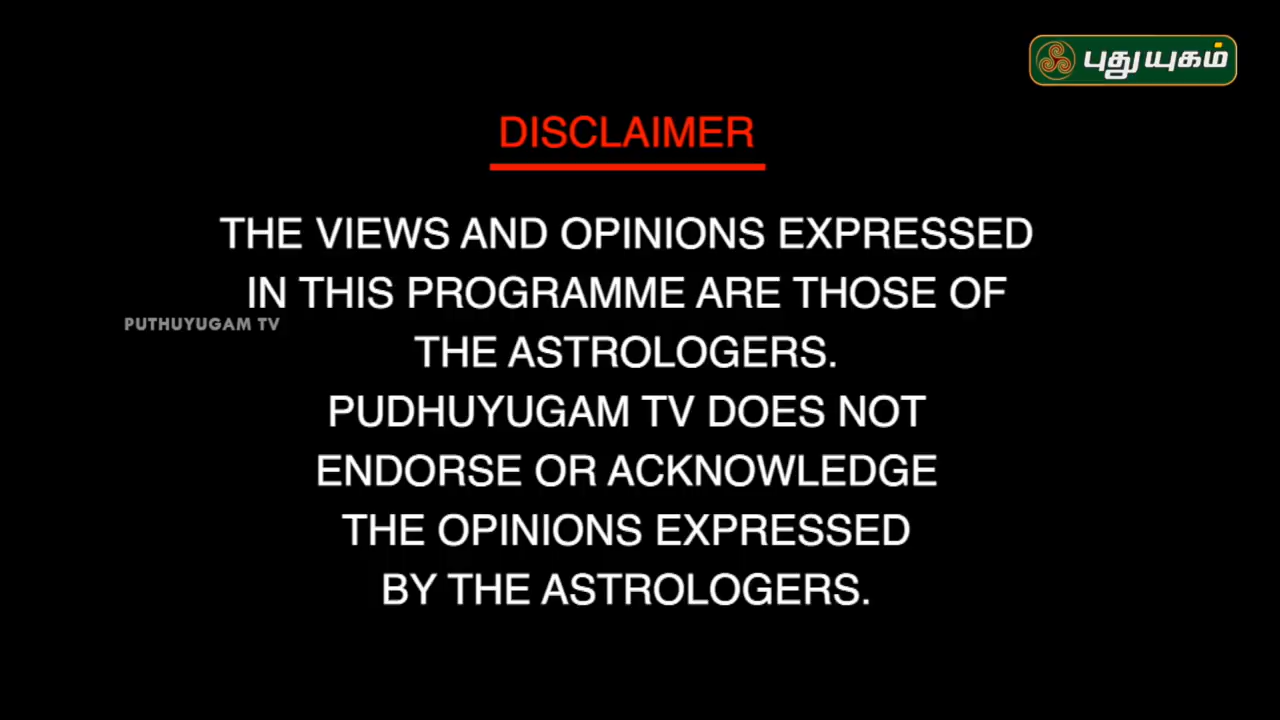 புதுயுகம்
DISCLAIMER
THE VIEWS AND OPINIONS EXPRESSED
IN THIS PROGRAMME ARE THOSE OF
PUTHUYUGAM TV
THE ASTROLOGERS.
PUDHUYUGAM TV DOES NOT
ENDORSE OR ACKNOWLEDGE
THE OPINIONS EXPRESSED
BY THE ASTROLOGERS.